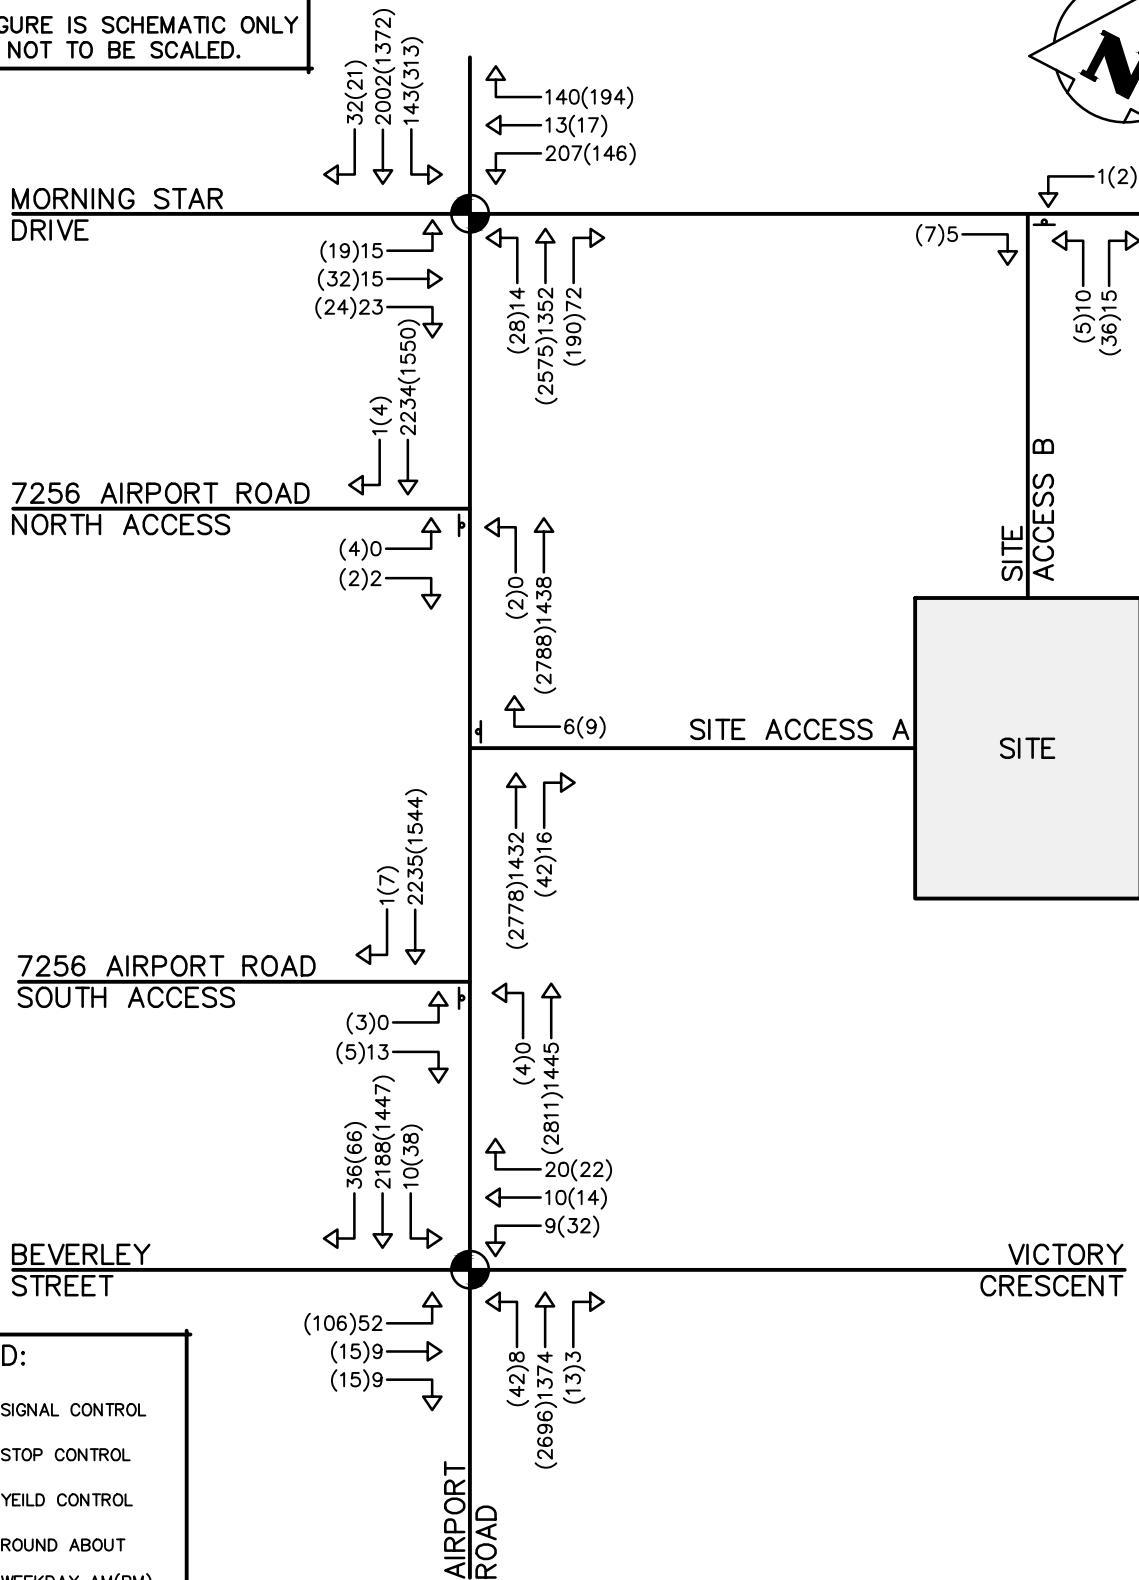 GURE IS SCHEMATIC ONLY
NOT TO BE SCALED.
32(21)
2002(1372)
143(313)
140(194)
13(17)
207(146)
N
MORNING STAR
DRIVE
(19)15
(32)15
(24)23
(28)14
(2575)1352
(190)72
1(2)
(7)5
(5)10
(36)15
1(4)
2234(1550)
7256 AIRPORT ROAD
NORTH ACCESS
(4)0
(2)2
(2)0
(2788)1438
SITE
ACCESS B
6(9)
SITE ACCESS A
SITE
(2778)1432
(42)16
1(7)
2235(1544)
7256 AIRPORT ROAD
SOUTH ACCESS
(3)0
(5)13
(4)0
(2811)1445
36(66)
2188(1447)
10(38)
20(22)
10(14)
9(32)
BEVERLEY
STREET
VICTORY
CRESCENT
(106)52
(15)9
(15)9
(42)8
(2696)1374
(13)3
D:
SIGNAL CONTROL
STOP CONTROL
YEILD CONTROL
ROUND ABOUT
WEEKDAY AM(PM)
AIRPORT
ROAD